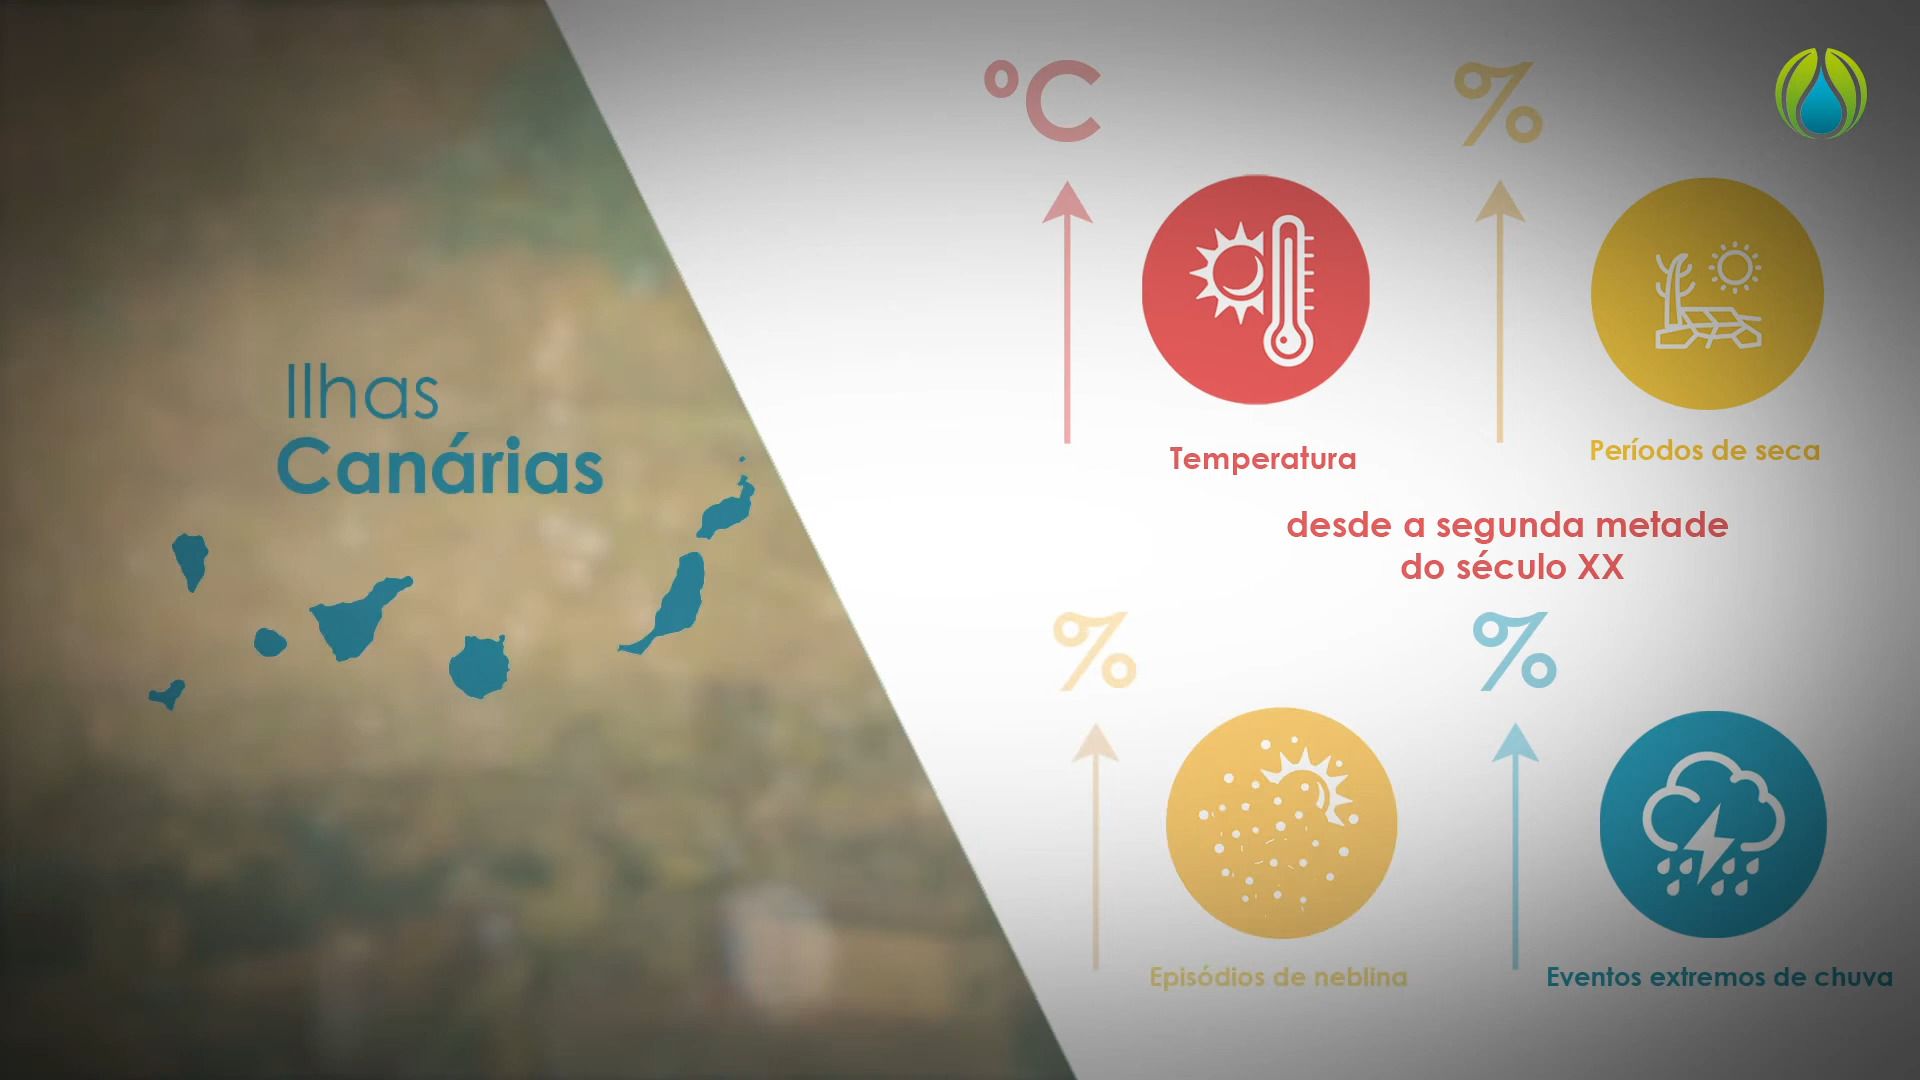 Ilhas
Canárias
ºC
%
Temperatura
Períodos de seca
desde a segunda metade
do século XX
%
%
Episódios de neblina
Eventos extremos de chuva